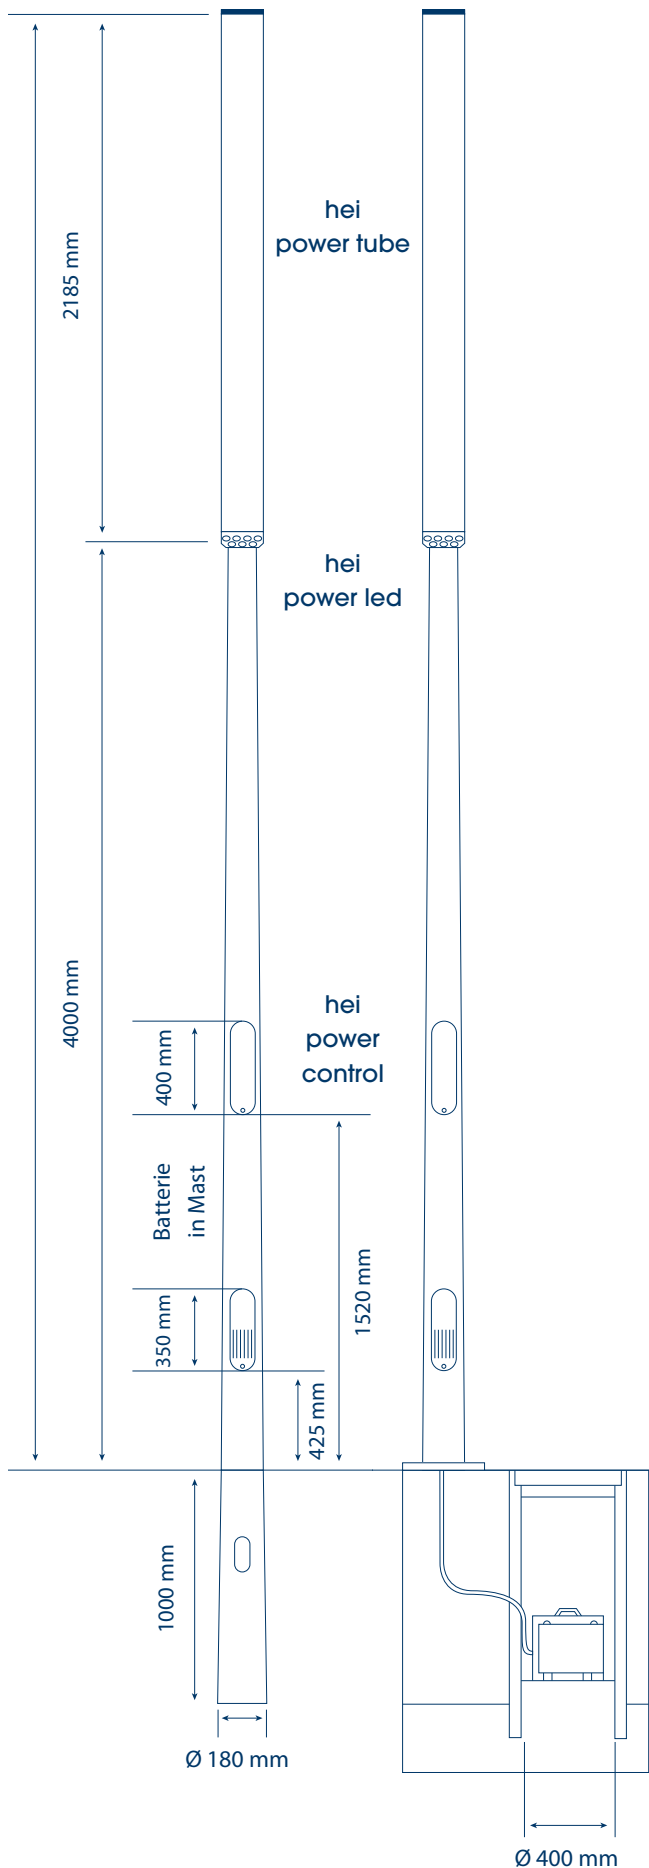 hei
power tube
2185 mm
hei
power led
4000 mm
hei
power
control
400 mm
Batterie
in Mast
1520 mm
350 mm
425 mm
1000 mm
Ø 180 mm
Ø 400 mm